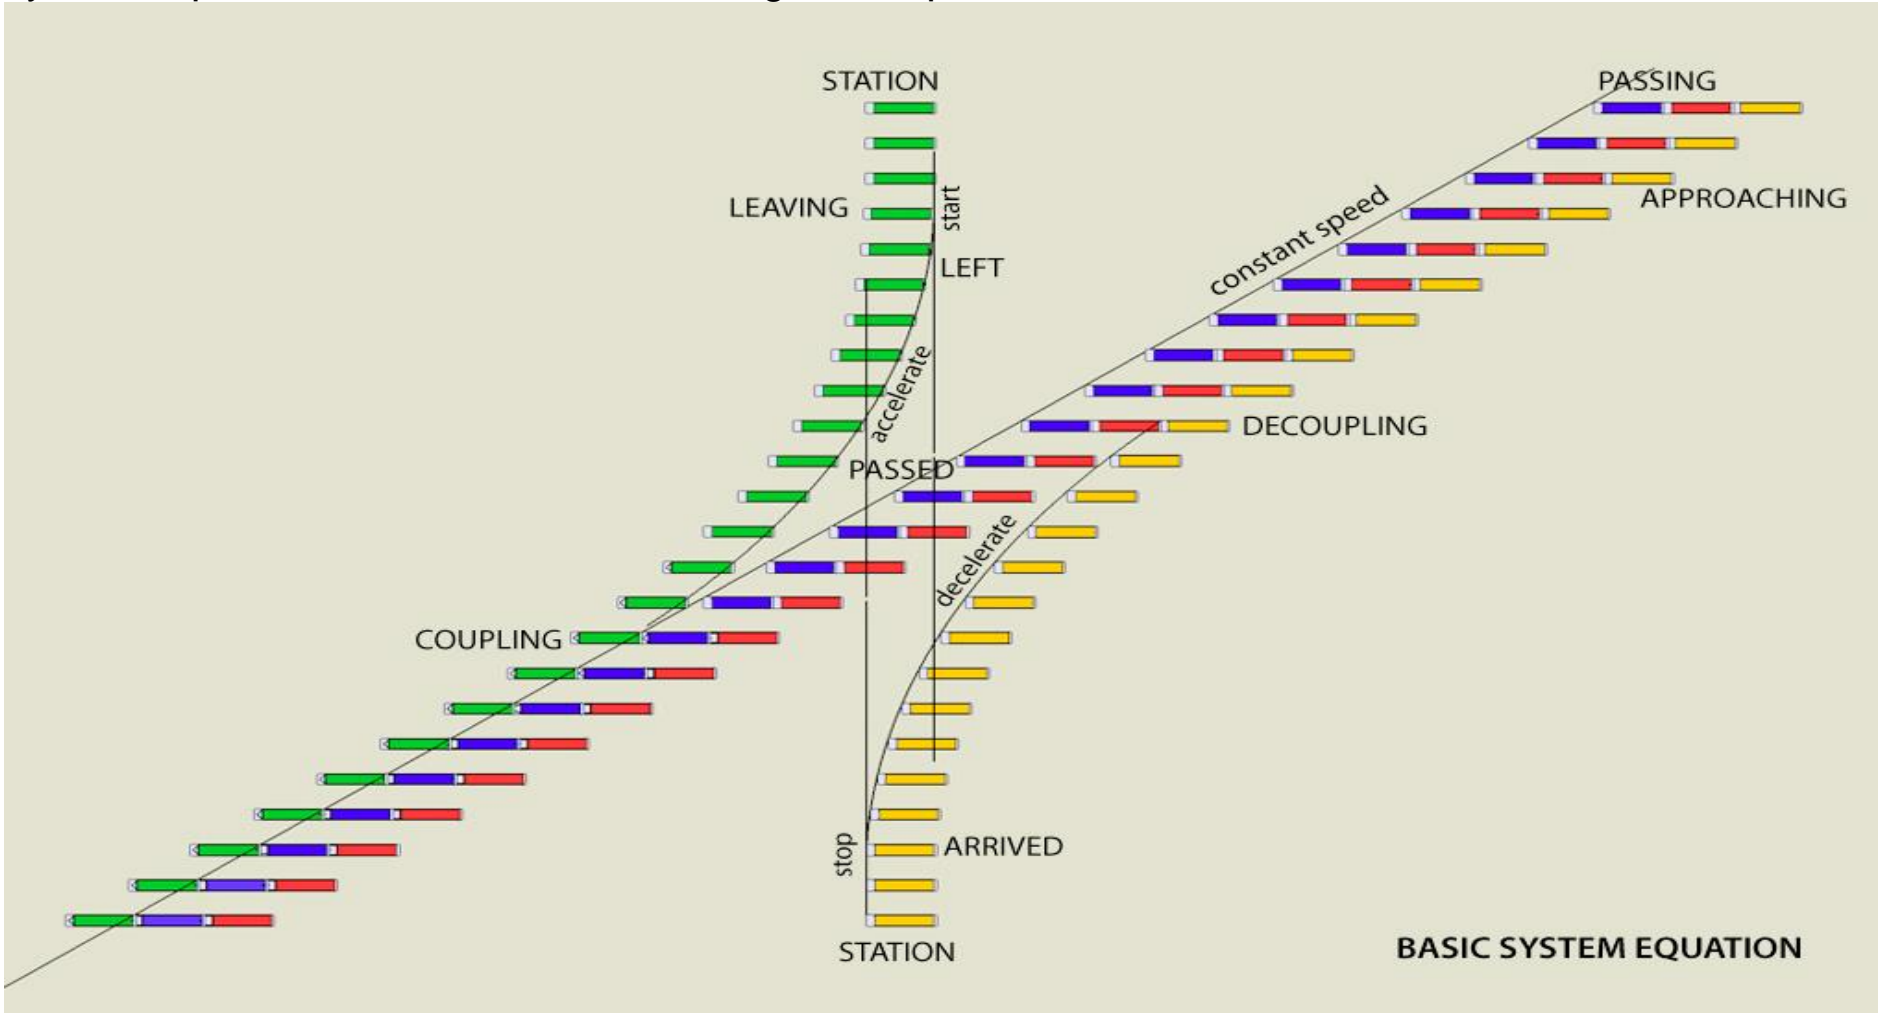 STATION
PASSING
start
LEAVING
constant speed
APPROACHING
LEFT
accelerate
DECOUPLING
PASSED
decelerate
COUPLING
stop
ARRIVED
STATION
BASIC SYSTEM EQUATION